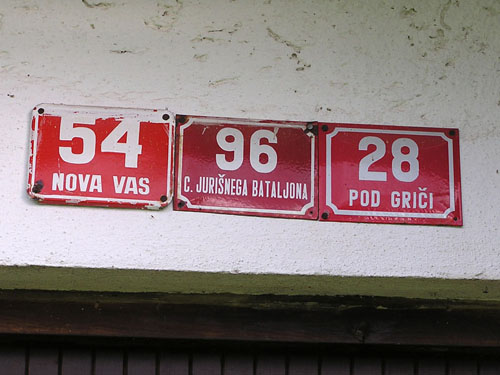 54
NOVA VAS
96
C. JURIŠNEGA BATALJONA
28
POD GRIČI